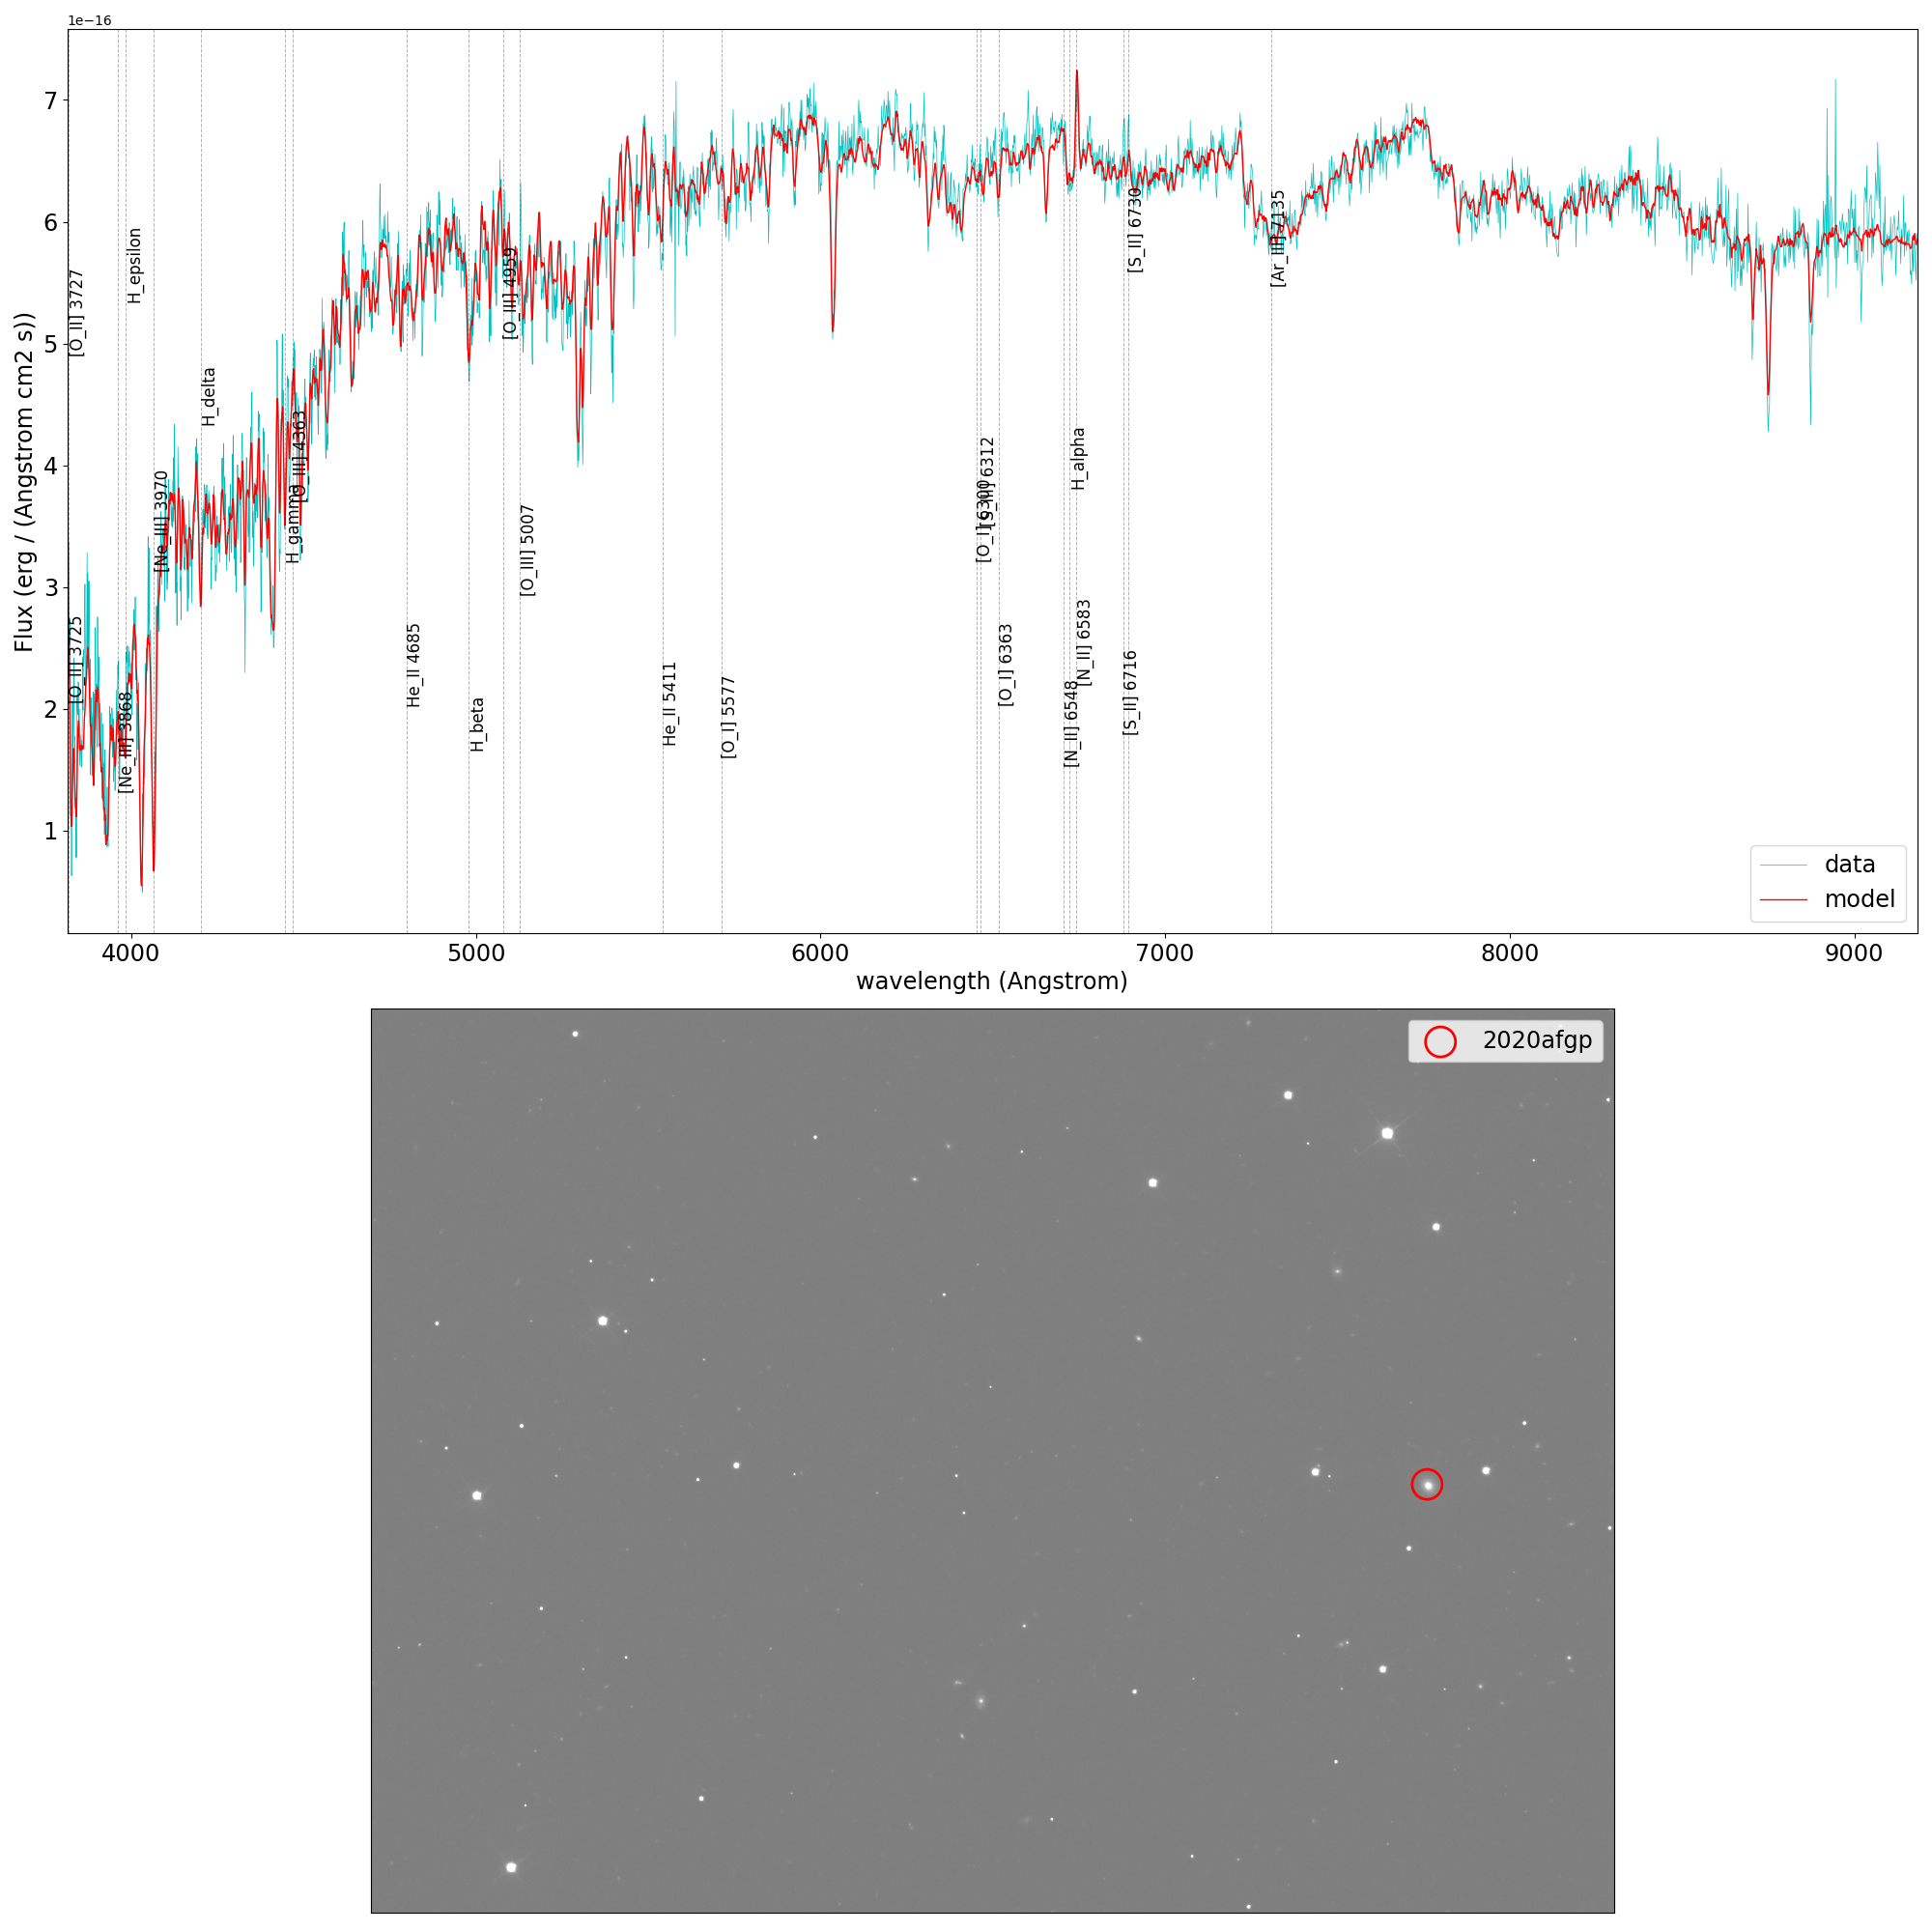 1e−16
7
6
5
4
3
2
1
Flux (erg / (Angstrom cm2 s))
[O_II] 3727
[O_II] 3725
H_epsilon
[Ne_III] 3868
[Ne_III] 3970
H_delta
H_gamma
[O_III] 4363
He_II 4685
H_beta
[O_III] 4959
[O_III] 5007
He_II 5411
[O_I] 5577
[O_I] 6300
[S_III] 6312
[O_I] 6363
[N_II] 6548
H_alpha
[N_II] 6583
[S_II] 6716
[S_II] 6730
[Ar_III] 7135
data
model
4000 5000 6000 7000 8000 9000
wavelength (Angstrom)
2020afgp